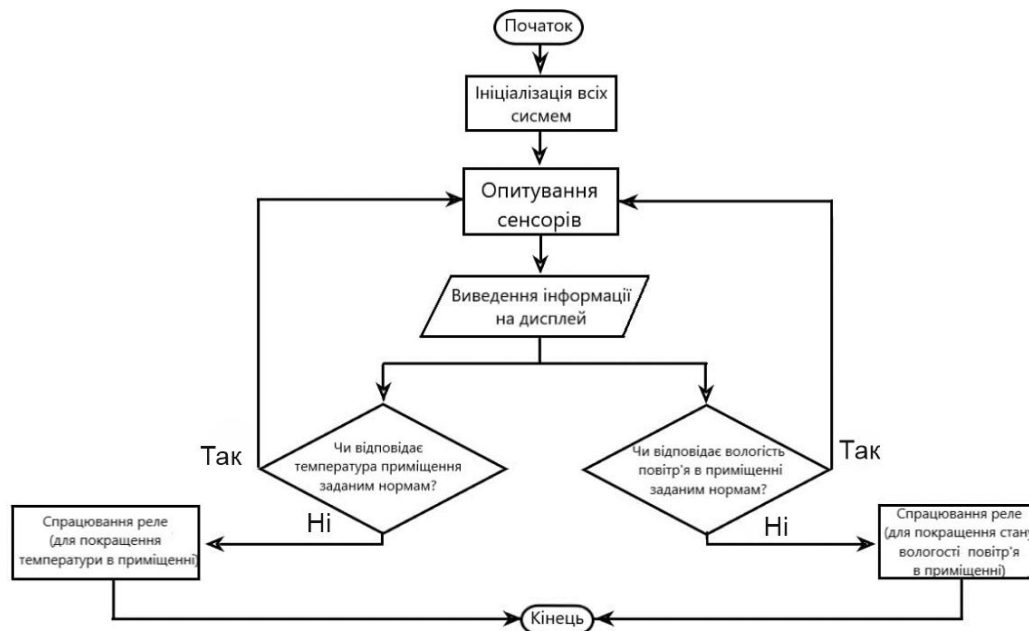 Початок
Ініціалізація всіх
сисмем
Опитування
сенсорів
Виведення інформації
на дисплей
Чи відповідає
температура приміщення
заданим нормам?
Так
Ні
Чи відповідає вологість
повітр'я в приміщенні
заданим нормам?
Так
Ні
Спрацювання реле
(для покращення
температури в приміщенні)
Спрацювання реле
(для покращення стану
вологості повітр'я
в приміщенні)
Кінець